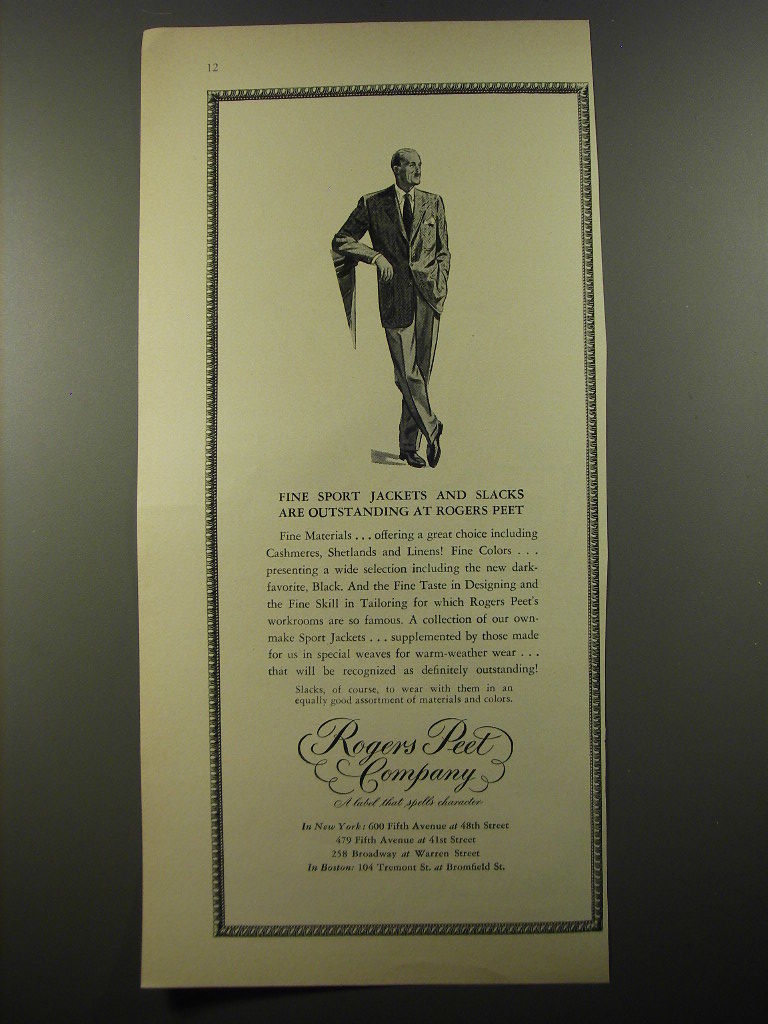 12
FINE SPORT JACKETS AND SLACKS
ARE OUTSTANDING AT ROGERS PEET
Fine Materials . . . offering a great choice including
Cashmeres, Shetlands and Linens! Fine Colors . . .
presenting a wide selection including the new dark-
favorite, Black. And the Fine Taste in Designing and
the Fine Skill in Tailoring for which Rogers Peet's
workrooms are so famous. A collection of our own-
make Sport Jackets . . . supplemented by those made
for us in special weaves for warm-weather wear . . .
that will be recognized as definitely outstanding!
Slacks, of course, to wear with them in an
equally good assortment of materials and colors.
Rogers Peet
Company
A label that spells character
In New York: 600 Fifth Avenue at 48th Street
479 Fifth Avenue at 41st Street
258 Broadway at Warren Street
In Boston: 104 Tremont St. at Bromfield St.